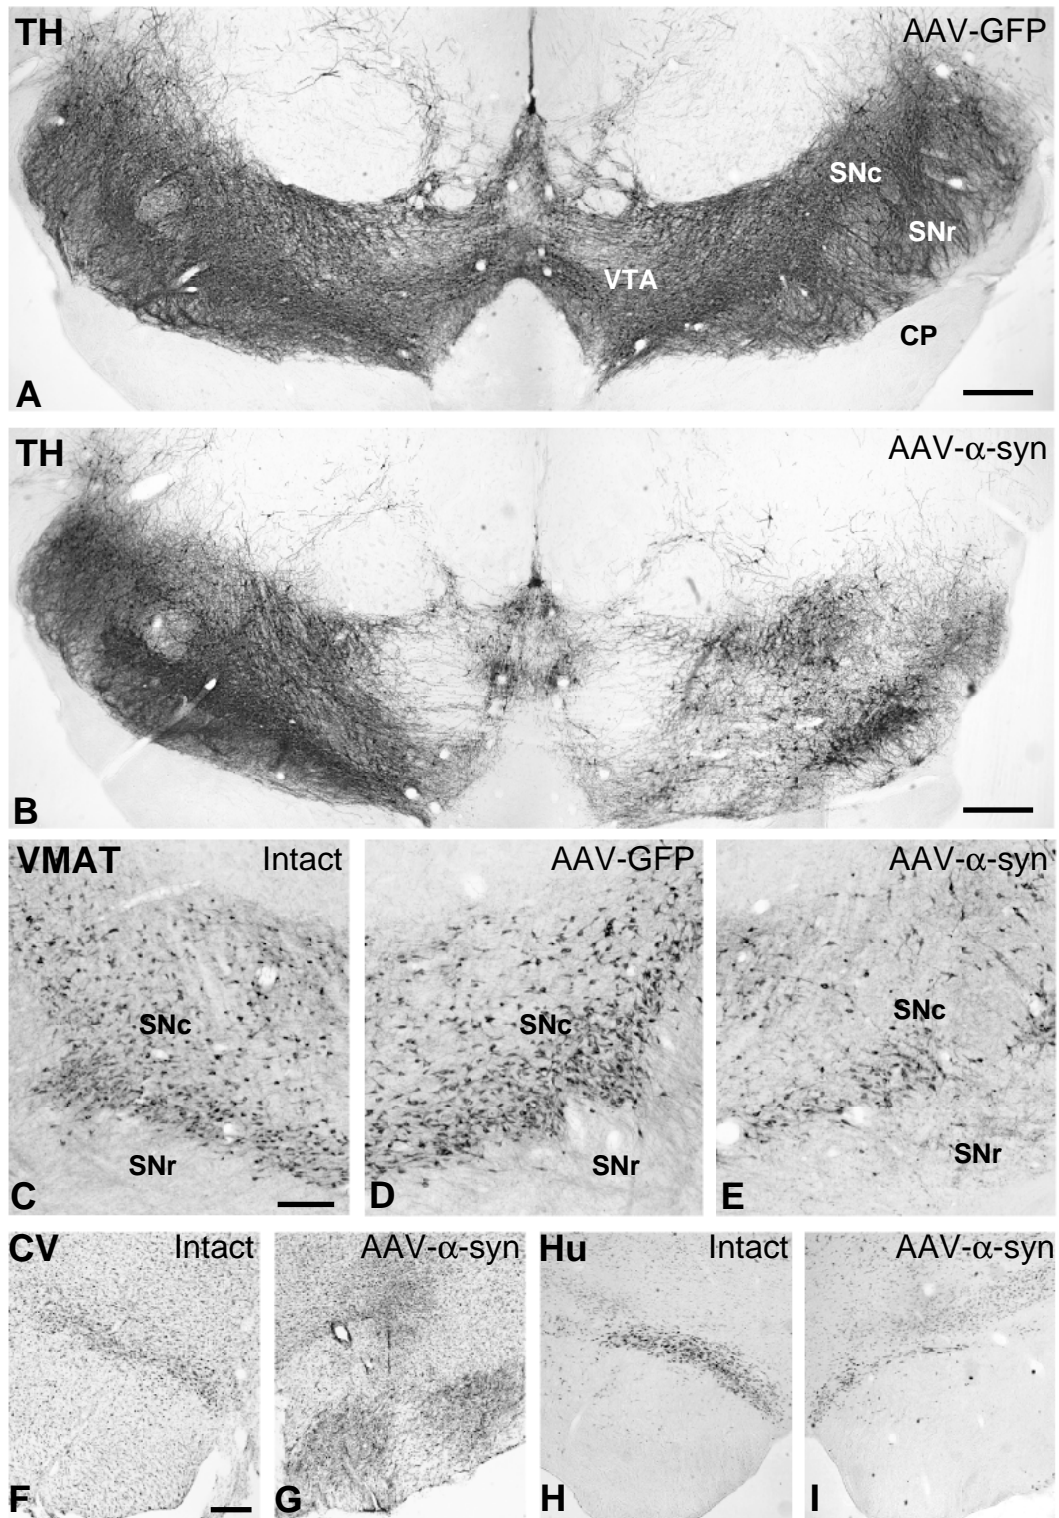 TH AAV-GFP
SNc
SNr
VTA
CP
A
TH AAV-α-syn
B
VMAT Intact AAV-GFP AAV-α-syn
SNc SNc SNc
SNr SNr SNr
C D E
CV Intact AAV-α-syn Hu Intact AAV-α-syn
F G H I